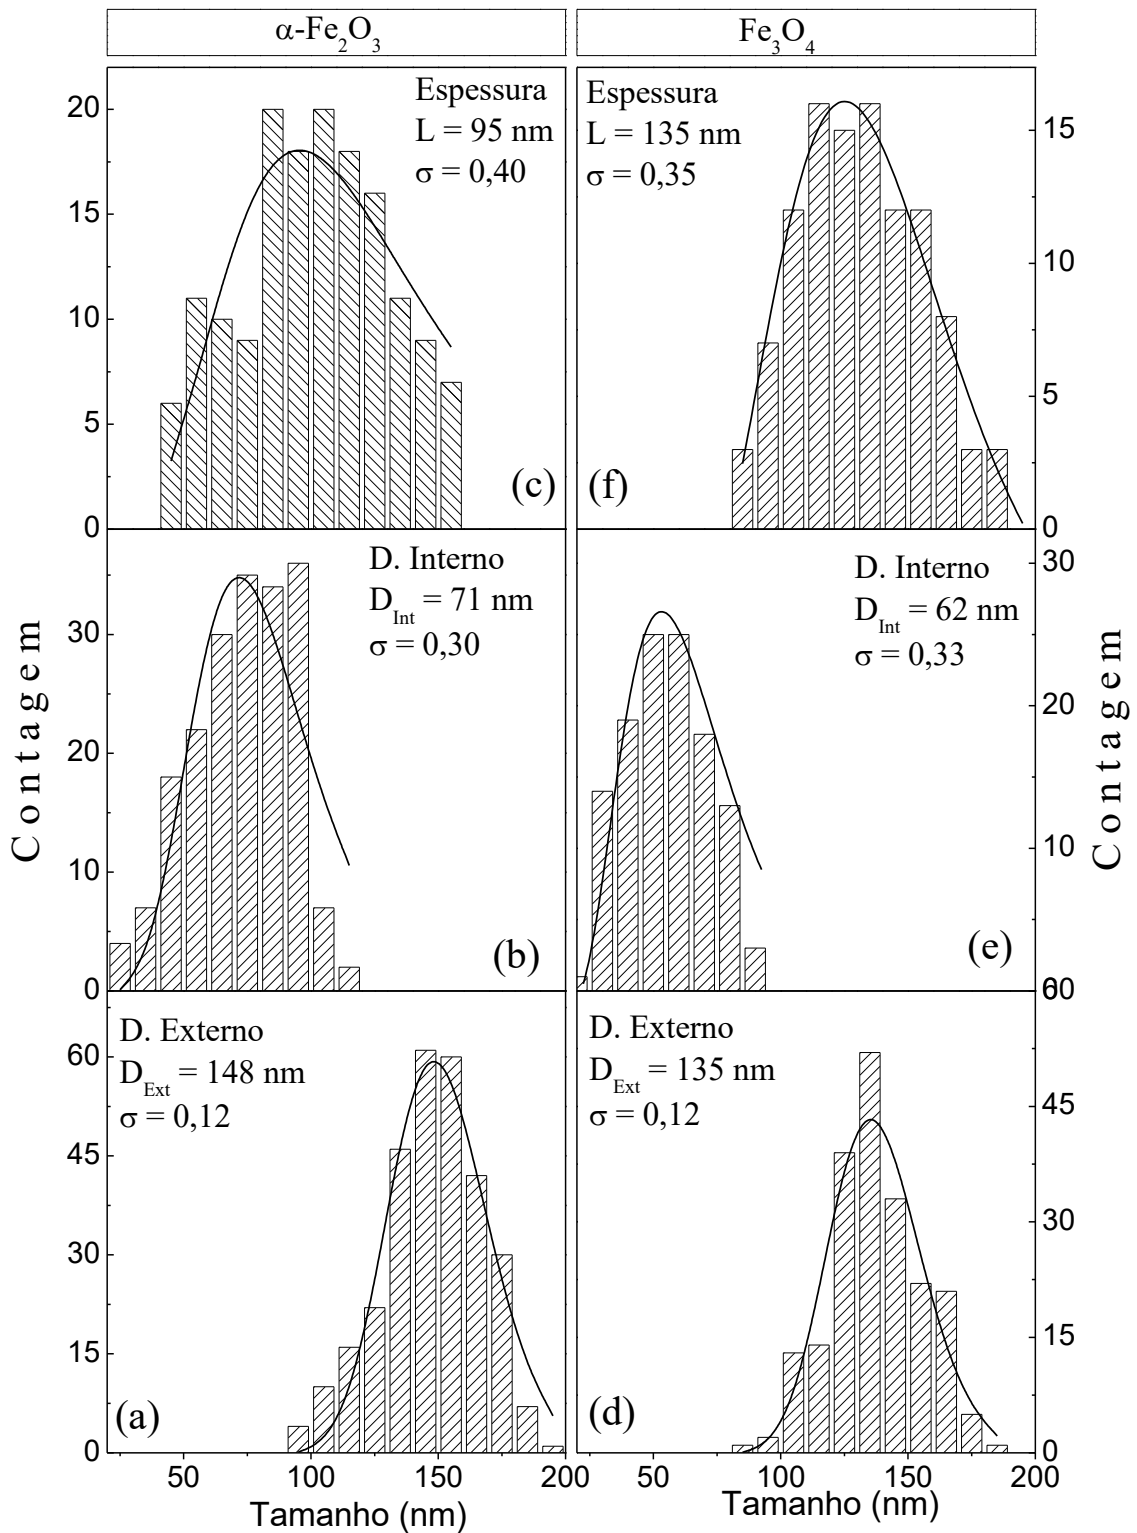 α-Fe2O3
Fe3O4
Espessura
L = 95 nm
σ = 0,40
(c)
20
15
10
5
0
Espessura
L = 135 nm
σ = 0,35
(f)
15
10
5
0
D. Interno
DInt = 71 nm
σ = 0,30
(b)
30
20
10
0
D. Interno
DInt = 62 nm
σ = 0,33
(e)
30
20
10
0
Contagem
Contagem
D. Externo
DExt = 148 nm
σ = 0,12
(a)
60
45
30
15
0
D. Externo
DExt = 135 nm
σ = 0,12
(d)
60
45
30
15
0
50 100 150 200
50 100 150 200
Tamanho (nm)
Tamanho (nm)